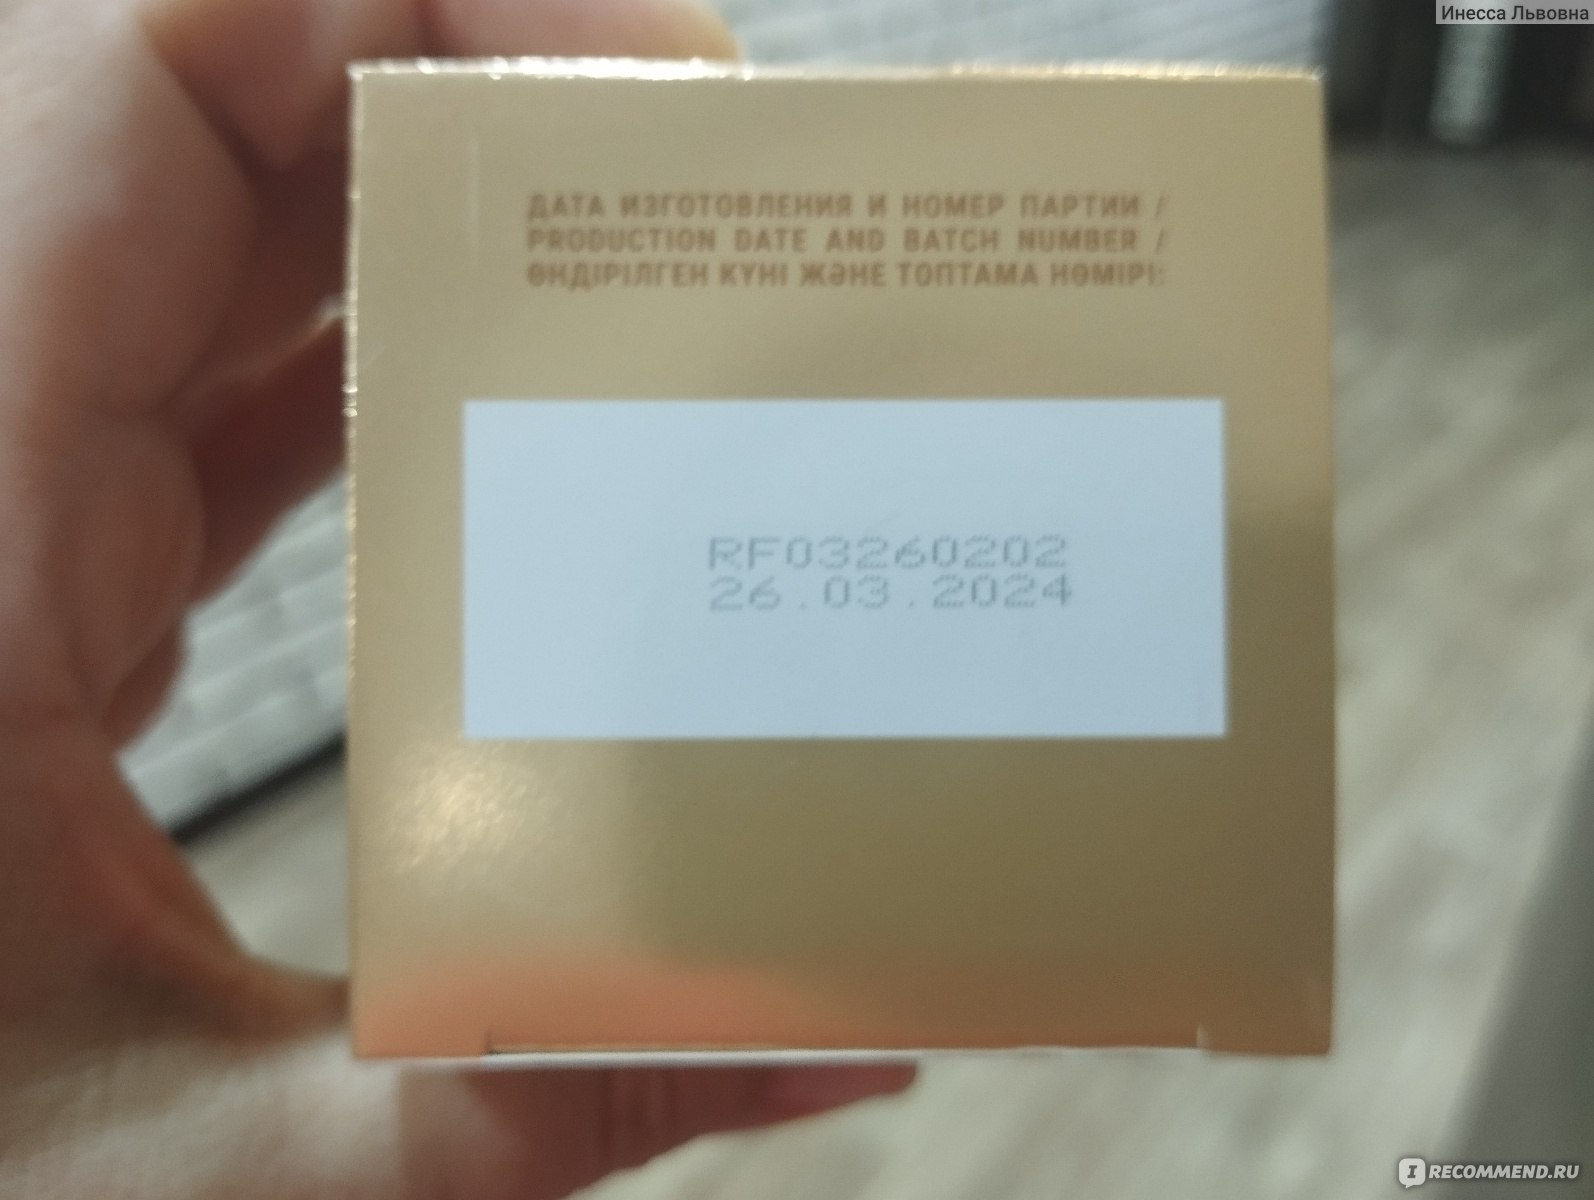 Инесса Львовна
ДАТА ИЗГОТОВЛЕНИЯ И НОМЕР ПАРТИИ /
PRODUCTION DATE AND BATCH NUMBER /
ӨНДІРІЛГЕН КҮНІ ЖӘНЕ ТОПТАМА НӨМІРІ:
RF03260202
26.03.2024
IRECOMMEND.RU